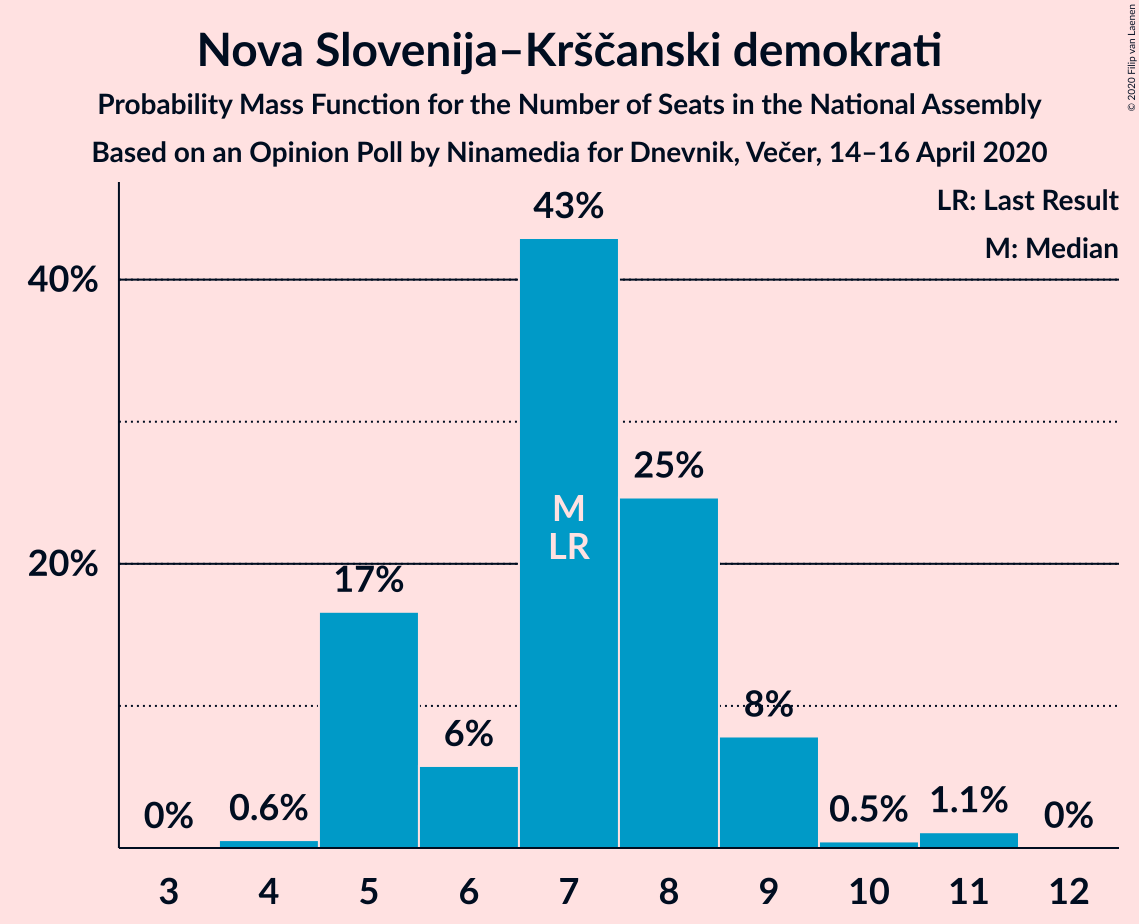 Nova Slovenija–Krščanski demokrati
Probability Mass Function for the Number of Seats in the National Assembly
Based on an Opinion Poll by Ninamedia for Dnevnik, Večer, 14–16 April 2020
© 2020 Filip van Laenen
LR: Last Result
M: Median
43%
40%
25%
M
LR
20%
17%
8%
6%
0%
0.6%
0.5%
1.1%
0%
3 4 5 6 7 8 9 10 11 12